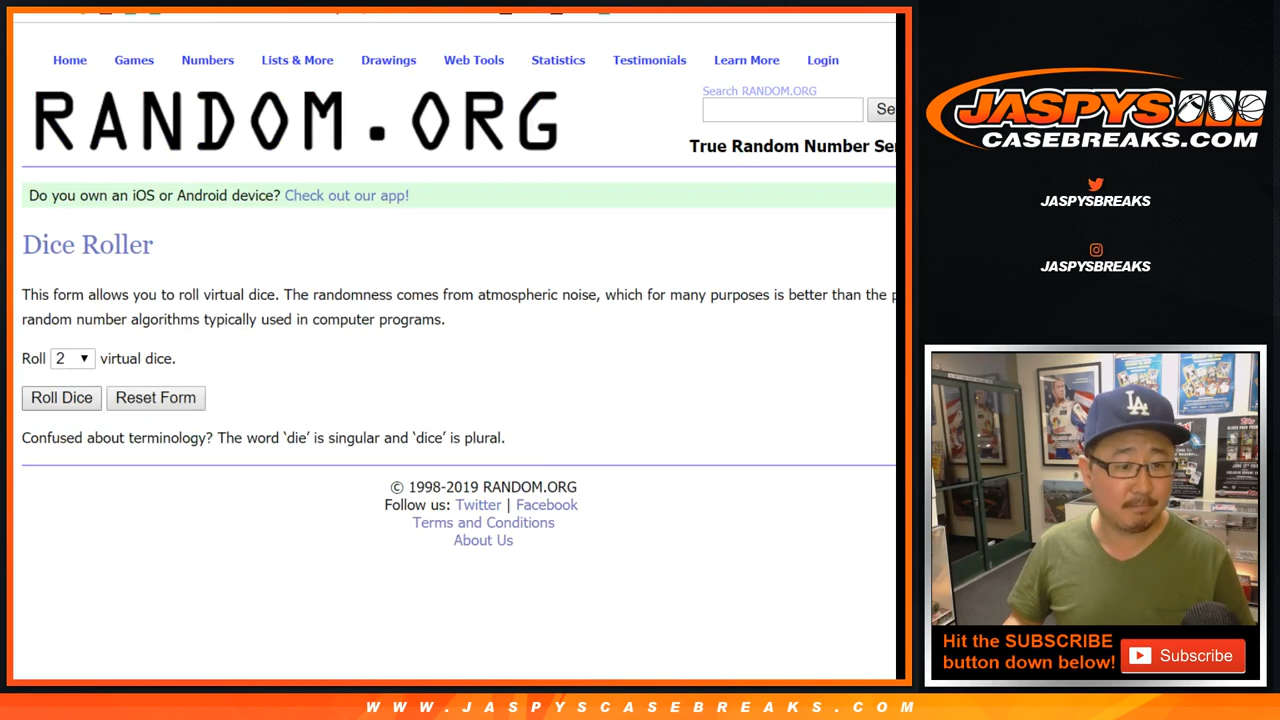 Home Games Numbers Lists & More Drawings Web Tools Statistics Testimonials Learn More Login
RANDOM.ORG
Search RANDOM.ORG
Se
True Random Number Se
Do you own an iOS or Android device? Check out our app!
Dice Roller
This form allows you to roll virtual dice. The randomness comes from atmospheric noise, which for many purposes is better than the p
random number algorithms typically used in computer programs.
Roll 2 virtual dice.
Roll Dice Reset Form
Confused about terminology? The word ‘die’ is singular and ‘dice’ is plural.
© 1998-2019 RANDOM.ORG
Follow us: Twitter | Facebook
Terms and Conditions
About Us
JASPYS
CASEBREAKS.COM
JASPYSBREAKS
JASPYSBREAKS
LA
Hit the SUBSCRIBE
button down below!
Subscribe
WWW.JASPYSCASEBREAKS.COM